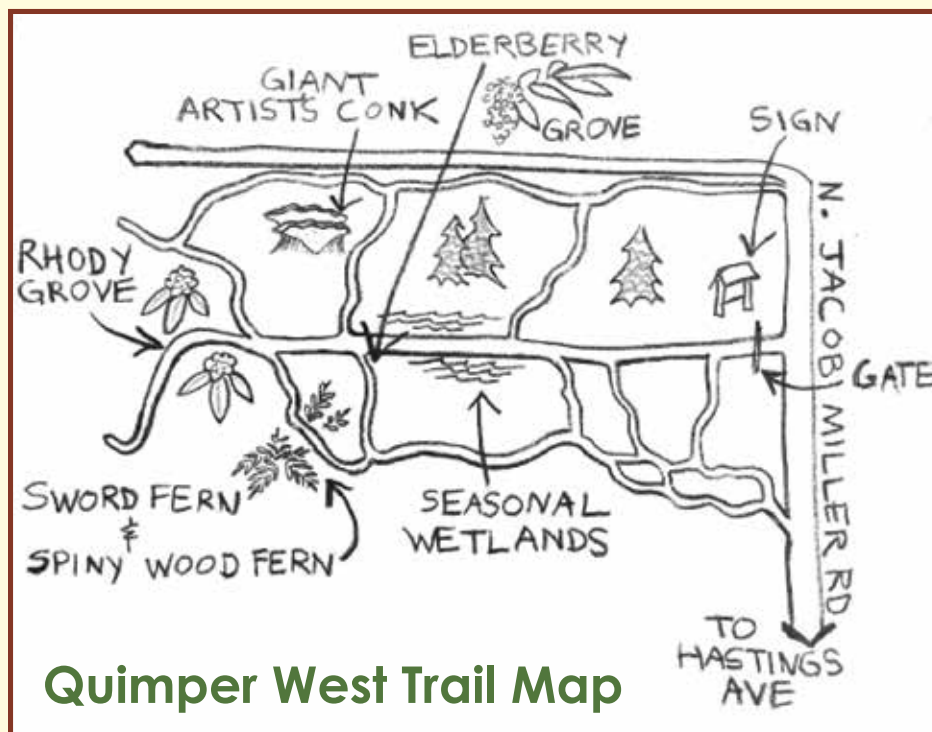 ELDERBERRY
GROVE
GIANT
ARTIST'S CONK
SIGN
N. JACOB MILLER RD
RHODY
GROVE
GATE
SWORD FERN
&
SPINY WOOD FERN
SEASONAL
WETLANDS
TO
HASTINGS
AVE
Quimper West Trail Map